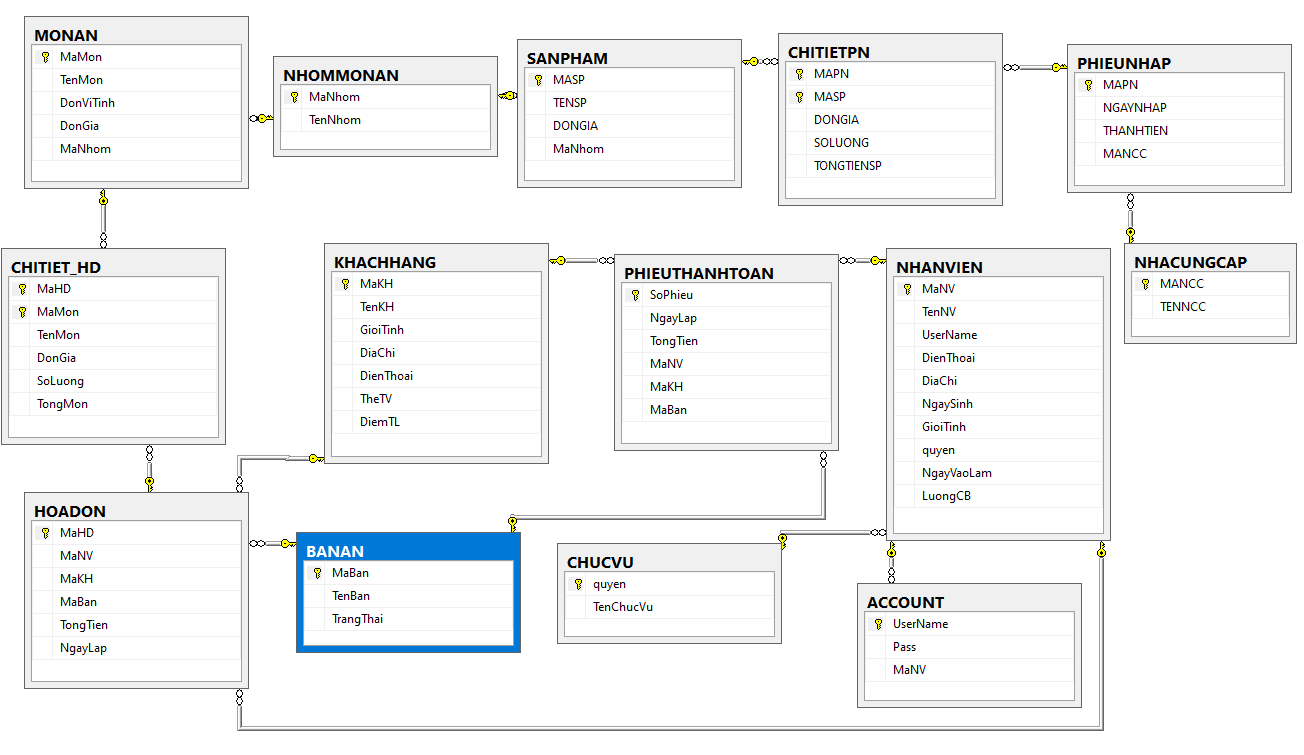 MONAN
MaMon
TenMon
DonViTinh
DonGia
MaNhom
NHOMMONAN
MaNhom
TenNhom
SANPHAM
MASP
TENSP
DONGIA
MaNhom
CHITIETPN
MAPN
MASP
DONGIA
SOLUONG
TONGTIENSP
PHIEUNHAP
MAPN
NGAYNHAP
THANHTIEN
MANCC
CHITIET_HD
MaHD
MaMon
TenMon
DonGia
SoLuong
TongMon
KHACHHANG
MaKH
TenKH
GioiTinh
DiaChi
DienThoai
TheTV
DiemTL
PHIEUTHANHTOAN
SoPhieu
NgayLap
TongTien
MaNV
MaKH
MaBan
NHANVIEN
MaNV
TenNV
UserName
DienThoai
DiaChi
NgaySinh
GioiTinh
quyen
NgayVaoLam
LuongCB
NHACUNGCAP
MANCC
TENNCC
HOADON
MaHD
MaNV
MaKH
MaBan
TongTien
NgayLap
BANAN
MaBan
TenBan
TrangThai
CHUCVU
quyen
TenChucVu
ACCOUNT
UserName
Pass
MaNV